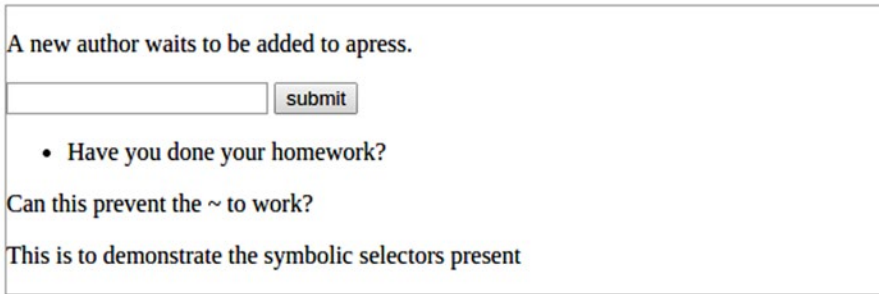 A new author waits to be added to apress.
submit
• Have you done your homework?
Can this prevent the ~ to work?
This is to demonstrate the symbolic selectors present